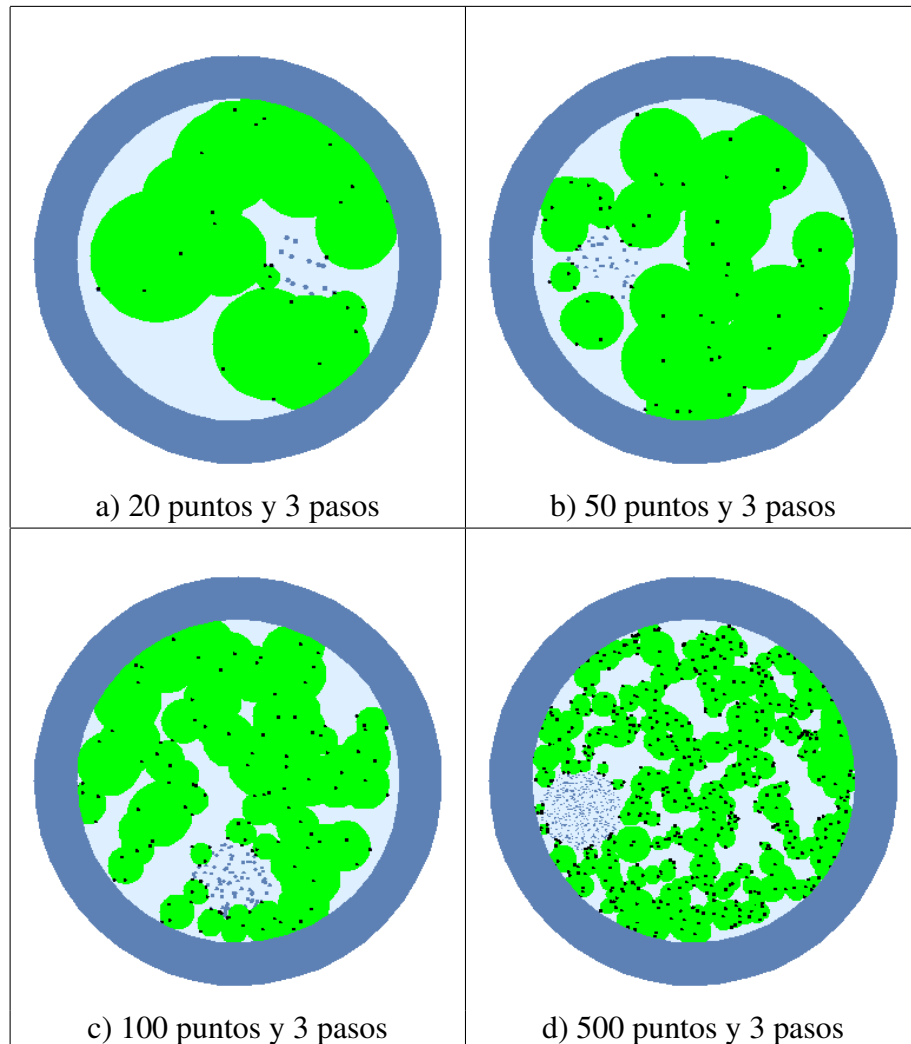 a) 20 puntos y 3 pasos
b) 50 puntos y 3 pasos
c) 100 puntos y 3 pasos
d) 500 puntos y 3 pasos